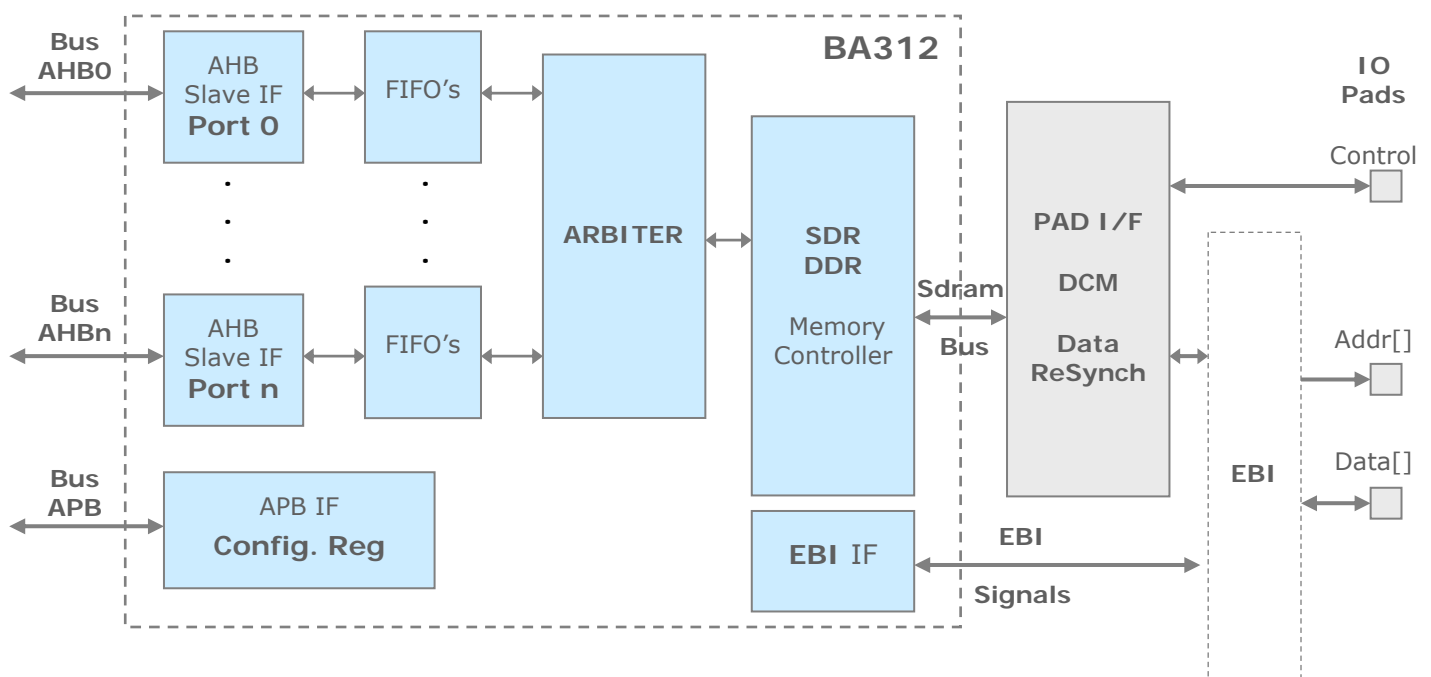 Bus
AHB0
AHB
Slave IF
Port 0
FIFO's
BA312
IO
Pads
Control
ARBITER
SDR
DDR
Memory
Controller
Sdram
Bus
PAD I/F
DCM
Data
ReSynch
Bus
AHBn
AHB
Slave IF
Port n
FIFO's
Addr[]
Data[]
EBI
Bus
APB
APB IF
Config. Reg
EBI IF
EBI
Signals